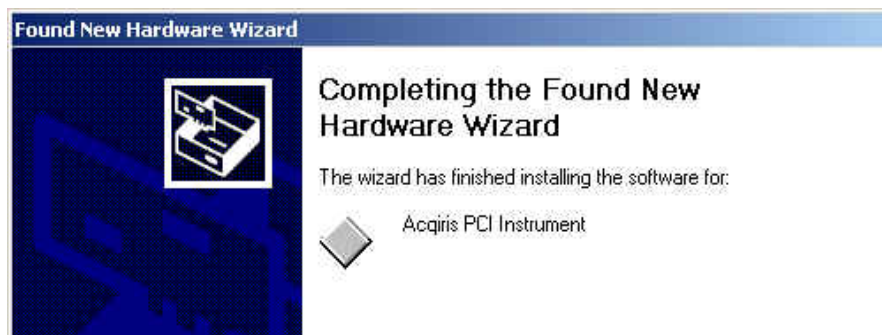 Found New Hardware Wizard
Completing the Found New
Hardware Wizard
The wizard has finished installing the software for:
Acqiris PCI Instrument